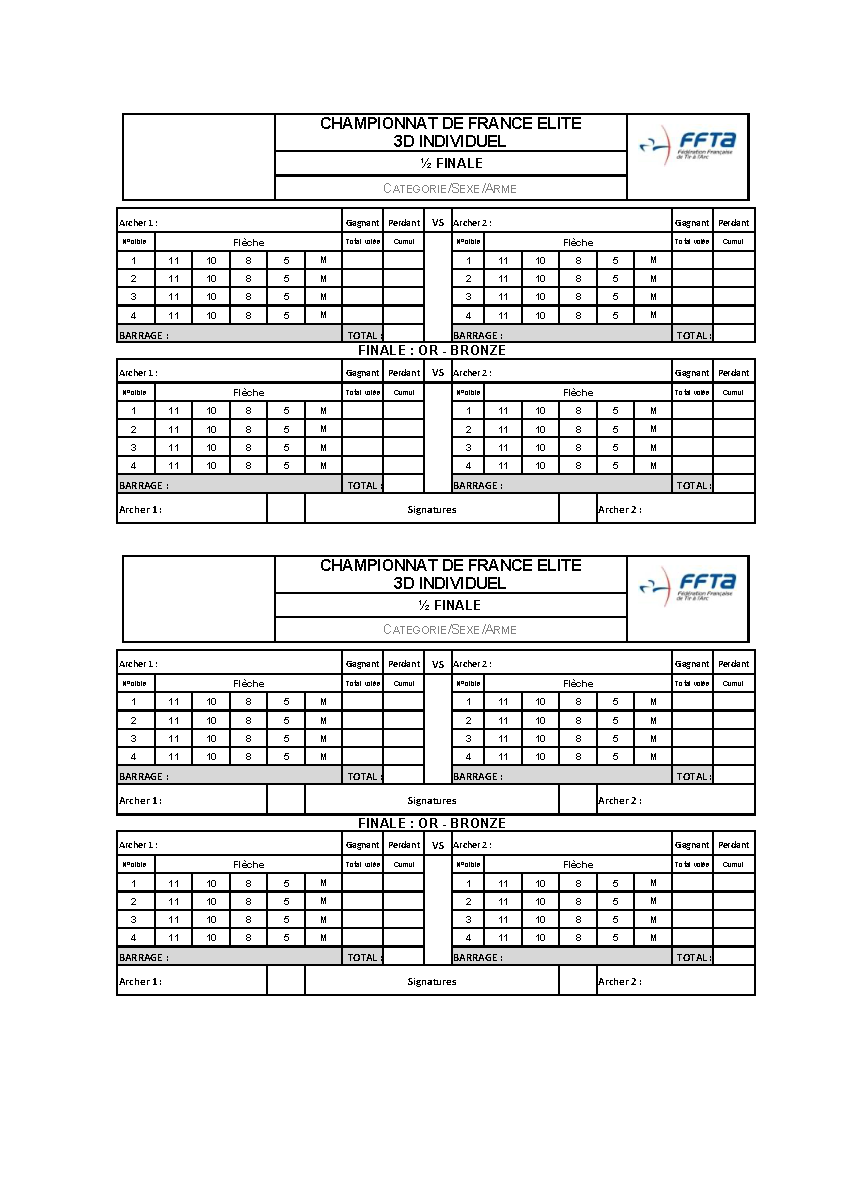 CHAMPIONNAT DE FRANCE ELITE
3D INDIVIDUEL
½ FINALE
CATEGORIE/SEXE/ARME
FFTA
Fédération Française
de Tir à l'Arc
Archer 1 : Gagnant Perdant VS Archer 2 : Gagnant Perdant
N°cible Flèche Total volée Cumul N°cible Flèche Total volée Cumul
1 11 10 8 5 M 1 11 10 8 5 M
2 11 10 8 5 M 2 11 10 8 5 M
3 11 10 8 5 M 3 11 10 8 5 M
4 11 10 8 5 M 4 11 10 8 5 M
BARRAGE : TOTAL : BARRAGE : TOTAL :
FINALE : OR - BRONZE
Archer 1 : Gagnant Perdant VS Archer 2 : Gagnant Perdant
N°cible Flèche Total volée Cumul N°cible Flèche Total volée Cumul
1 11 10 8 5 M 1 11 10 8 5 M
2 11 10 8 5 M 2 11 10 8 5 M
3 11 10 8 5 M 3 11 10 8 5 M
4 11 10 8 5 M 4 11 10 8 5 M
BARRAGE : TOTAL : BARRAGE : TOTAL :
Archer 1 : Signatures Archer 2 :
CHAMPIONNAT DE FRANCE ELITE
3D INDIVIDUEL
½ FINALE
CATEGORIE/SEXE/ARME
FFTA
Fédération Française
de Tir à l'Arc
Archer 1 : Gagnant Perdant VS Archer 2 : Gagnant Perdant
N°cible Flèche Total volée Cumul N°cible Flèche Total volée Cumul
1 11 10 8 5 M 1 11 10 8 5 M
2 11 10 8 5 M 2 11 10 8 5 M
3 11 10 8 5 M 3 11 10 8 5 M
4 11 10 8 5 M 4 11 10 8 5 M
BARRAGE : TOTAL : BARRAGE : TOTAL :
Archer 1 : Signatures Archer 2 :
FINALE : OR - BRONZE
Archer 1 : Gagnant Perdant VS Archer 2 : Gagnant Perdant
N°cible Flèche Total volée Cumul N°cible Flèche Total volée Cumul
1 11 10 8 5 M 1 11 10 8 5 M
2 11 10 8 5 M 2 11 10 8 5 M
3 11 10 8 5 M 3 11 10 8 5 M
4 11 10 8 5 M 4 11 10 8 5 M
BARRAGE : TOTAL : BARRAGE : TOTAL :
Archer 1 : Signatures Archer 2 :